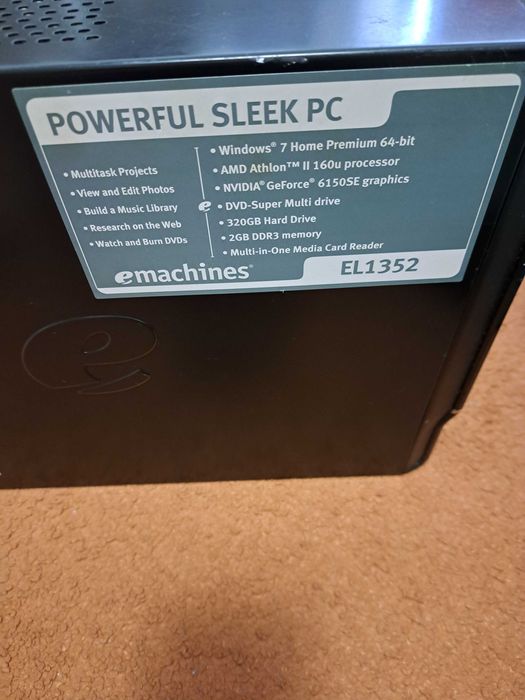 POWERFUL SLEEK PC
• Multitask Projects
• View and Edit Photos
• Build a Music Library
• Research on the Web
• Watch and Burn DVDs
e
• Windows® 7 Home Premium 64-bit
• AMD Athlon™ II 160u processor
• NVIDIA® GeForce® 6150SE graphics
• DVD-Super Multi drive
• 320GB Hard Drive
• 2GB DDR3 memory
• Multi-in-One Media Card Reader
emachines®
EL1352
e